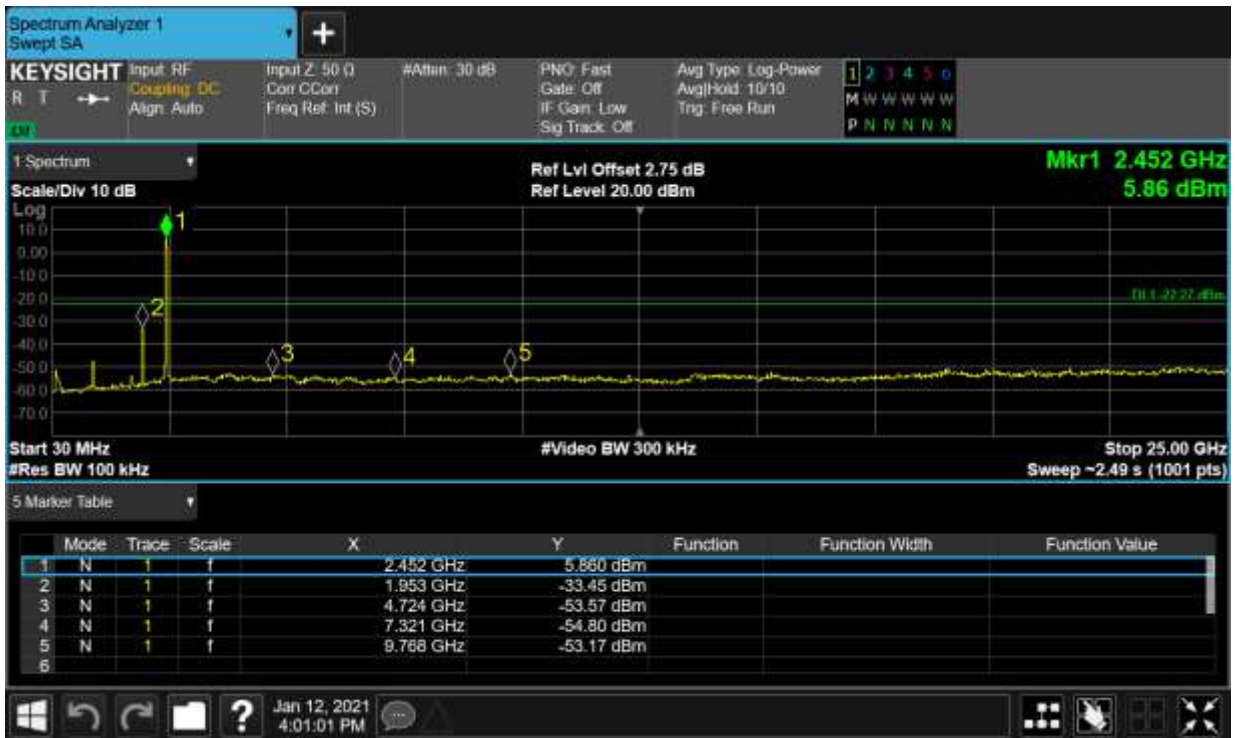 Spectrum Analyzer 1
Swept SA
KEYSIGHT
R T
Input: RF
Coupling: DC
Align: Auto
Input Z: 50 Ω
Corr CCorr
Freq Ref: Int (S)
#Atten: 30 dB
PNO: Fast
Gate: Off
IF Gain: Low
Sig Track: Off
Avg Type: Log-Power
Avg|Hold: 10/10
Trig: Free Run
1 2 3 4 5 6
M W W W W W
P N N N N N
1 Spectrum
Scale/Div 10 dB
Ref Lvl Offset 2.75 dB
Ref Level 20.00 dBm
Mkr1 2.452 GHz
5.86 dBm
Log
10.0
0.00
-10.0
-20.0
-30.0
-40.0
-50.0
-60.0
-70.0
1
2
3
4
5
DL1 -22.27 dBm
Start 30 MHz
#Video BW 300 kHz
Stop 25.00 GHz
#Res BW 100 kHz
Sweep ~2.49 s (1001 pts)
5 Marker Table
Mode Trace Scale X Y Function Function Width Function Value
1 N 1 f 2.452 GHz 5.860 dBm
2 N 1 f 1.953 GHz -33.45 dBm
3 N 1 f 4.724 GHz -53.57 dBm
4 N 1 f 7.321 GHz -54.80 dBm
5 N 1 f 9.768 GHz -53.17 dBm
6
?
Jan 12, 2021
4:01:01 PM